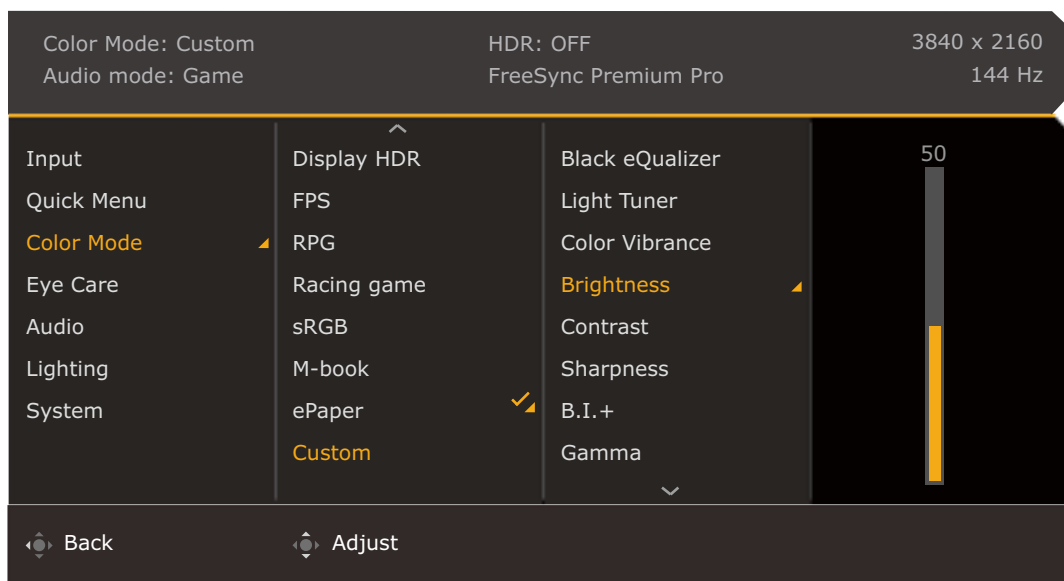 Color Mode: Custom
HDR: OFF
3840 x 2160
Audio mode: Game
FreeSync Premium Pro
144 Hz
Input
Quick Menu
Color Mode
Eye Care
Audio
Lighting
System
Display HDR
FPS
RPG
Racing game
sRGB
M-book
ePaper
Custom
Black eQualizer
Light Tuner
Color Vibrance
Brightness
Contrast
Sharpness
B.I.+
Gamma
50
Back
Adjust